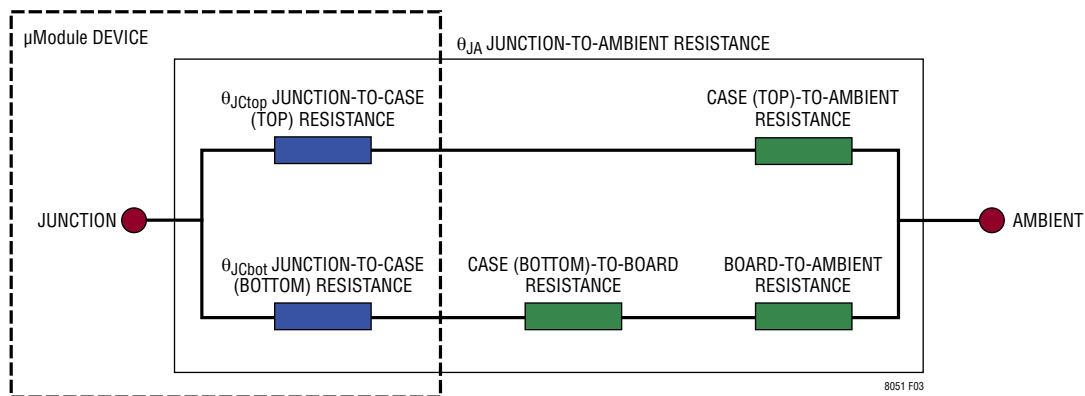 µModule DEVICE
θJA JUNCTION-TO-AMBIENT RESISTANCE
θJCtop JUNCTION-TO-CASE
(TOP) RESISTANCE
CASE (TOP)-TO-AMBIENT
RESISTANCE
JUNCTION
AMBIENT
θJCbot JUNCTION-TO-CASE
(BOTTOM) RESISTANCE
CASE (BOTTOM)-TO-BOARD
RESISTANCE
BOARD-TO-AMBIENT
RESISTANCE
8051 F03